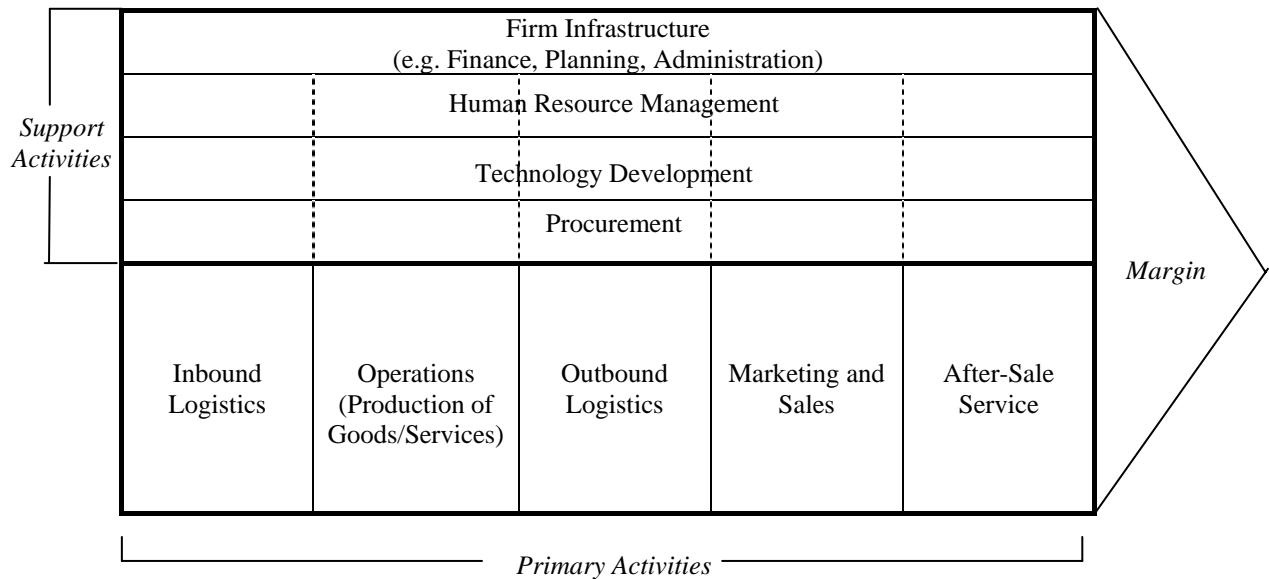 Firm Infrastructure
(e.g. Finance, Planning, Administration)
Human Resource Management
Support
Activities
Technology Development
Procurement
Margin
Inbound
Logistics
Operations
(Production of
Goods/Services)
Outbound
Logistics
Marketing and
Sales
After-Sale
Service
Primary Activities